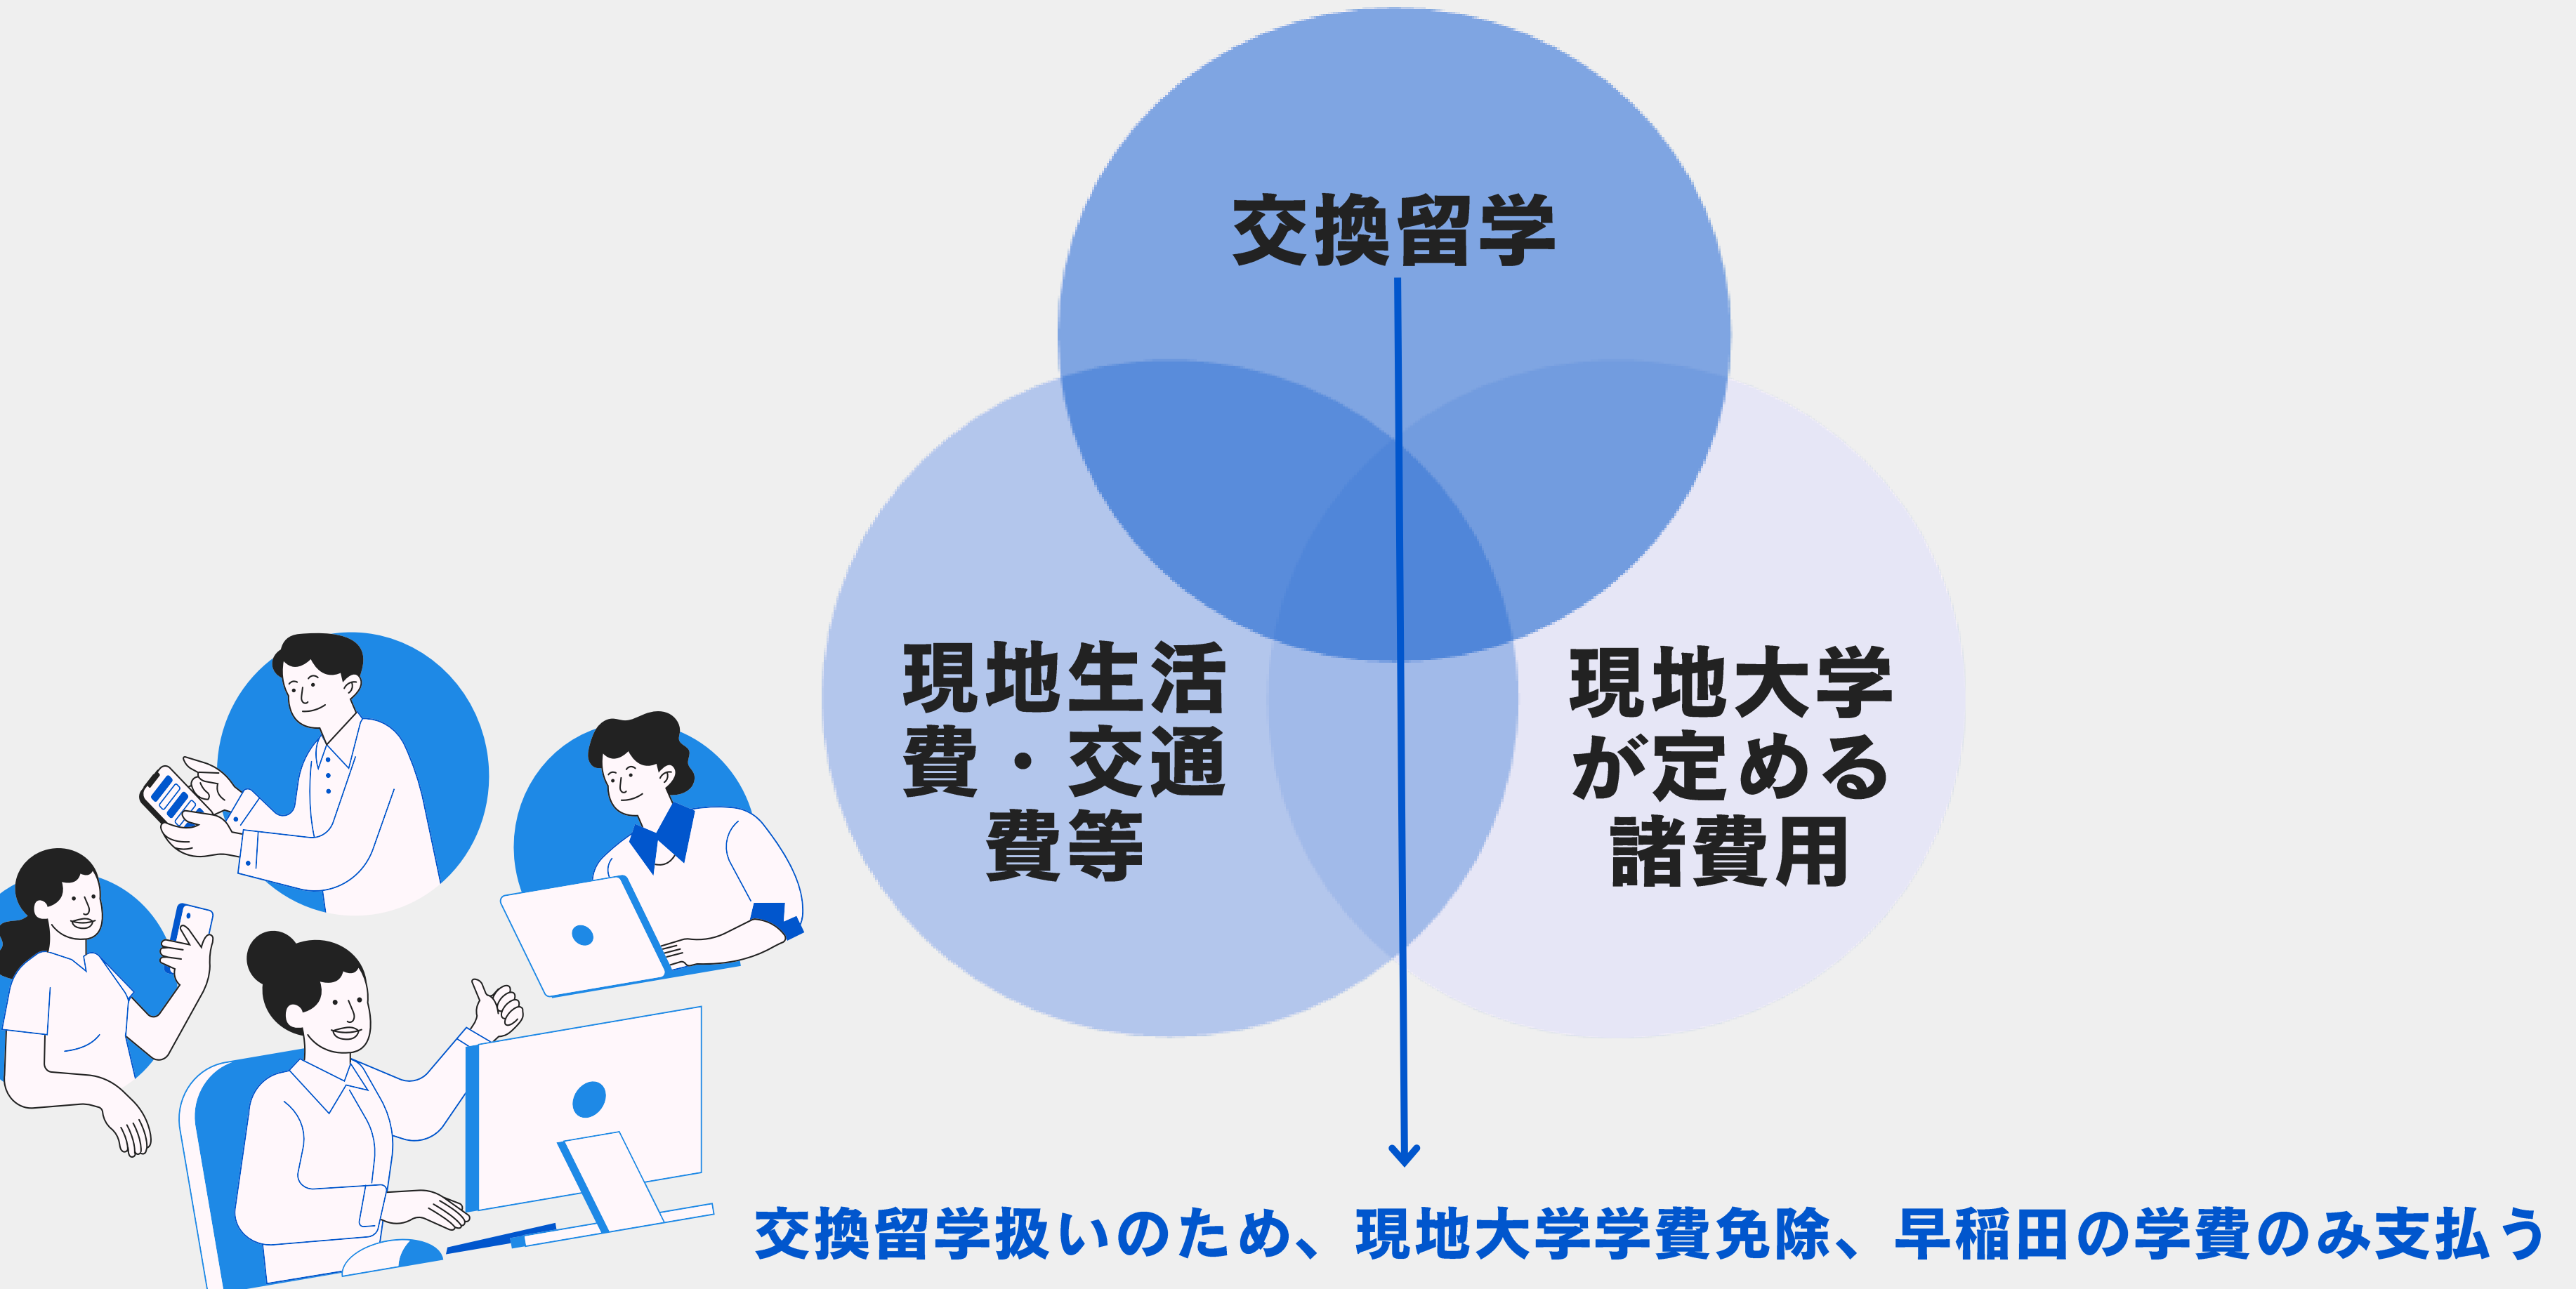 交換留学
現地生活
費・交通
費等
現地大学
が定める
諸費用
交換留学扱いのため、現地大学学費免除、早稲田の学費のみ支払う